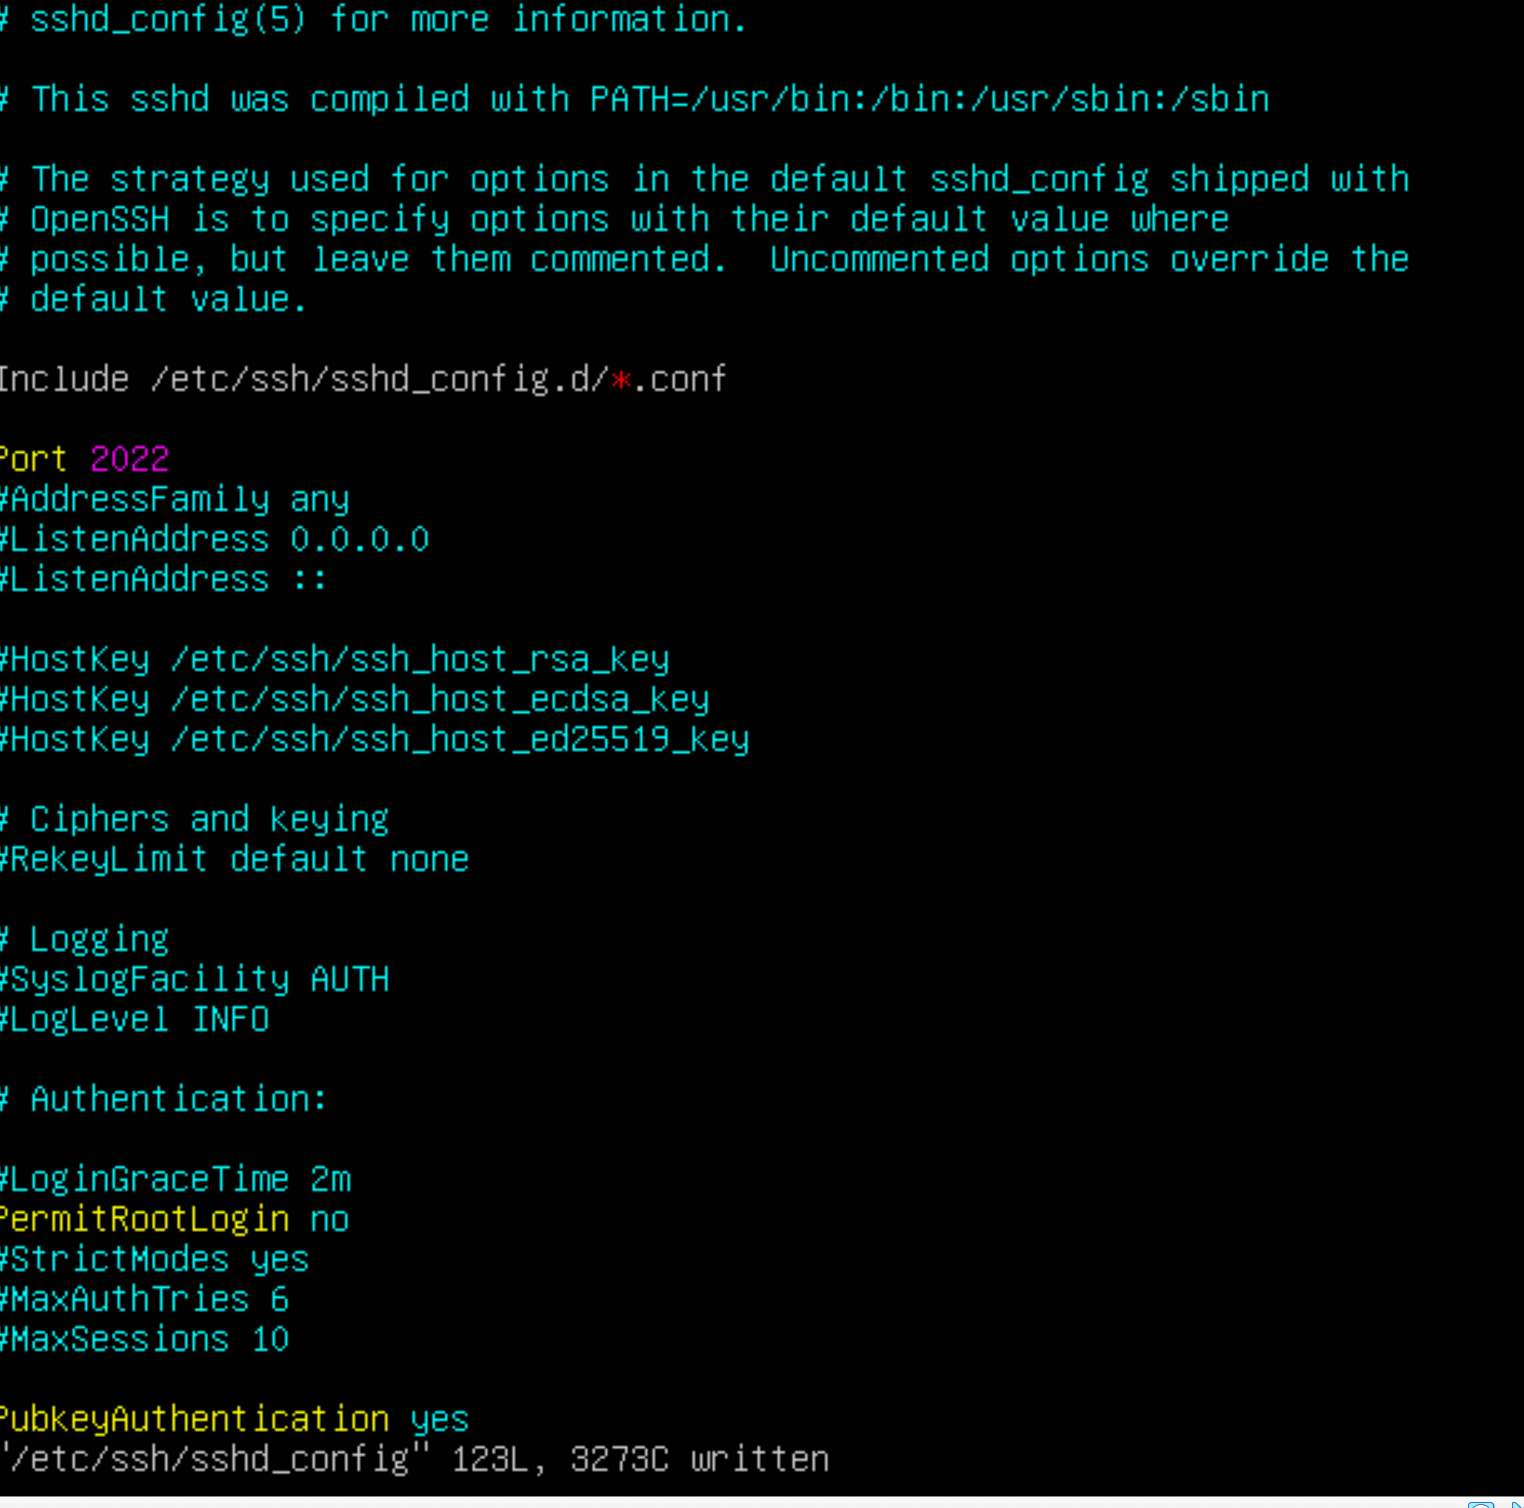 # sshd_config(5) for more information.
# This sshd was compiled with PATH=/usr/bin:/bin:/usr/sbin:/sbin
# The strategy used for options in the default sshd_config shipped with
# OpenSSH is to specify options with their default value where
# possible, but leave them commented.  Uncommented options override the
# default value.
Include /etc/ssh/sshd_config.d/*.conf
Port 2022
#AddressFamily any
#ListenAddress 0.0.0.0
#ListenAddress ::
#HostKey /etc/ssh/ssh_host_rsa_key
#HostKey /etc/ssh/ssh_host_ecdsa_key
#HostKey /etc/ssh/ssh_host_ed25519_key
# Ciphers and keying
#RekeyLimit default none
# Logging
#SyslogFacility AUTH
#LogLevel INFO
# Authentication:
#LoginGraceTime 2m
PermitRootLogin no
#StrictModes yes
#MaxAuthTries 6
#MaxSessions 10
PubkeyAuthentication yes
"/etc/ssh/sshd_config" 123L, 3273C written